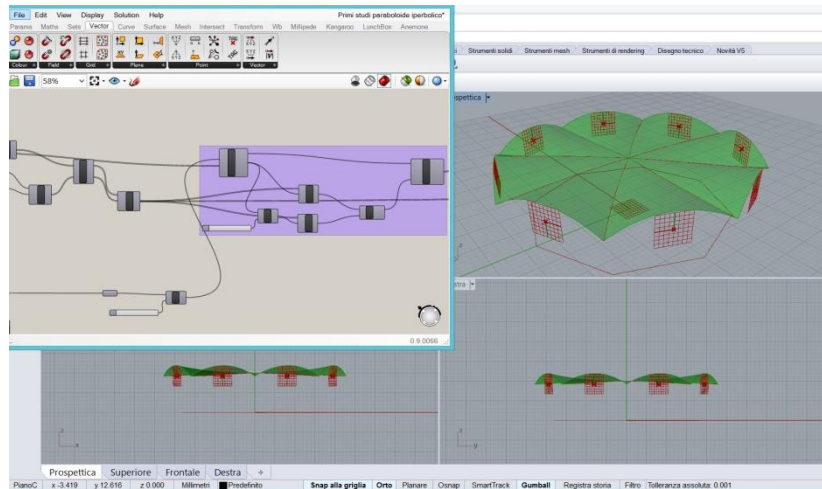 File Edit View Display Solution Help Primi studi paraboloide iperbolico*
Params Maths Sets Vector Curve Surface Mesh Intersect Transform Wb Millipede Kangaroo LunchBox Anemone
Colour Field Grid Plane Point Vector
58%
Strumenti solidi Strumenti mesh Strumenti di rendering Disegno tecnico Novità V5
spettica
stra
0.9.0066
z
x
z
y
z
Prospettica Superiore Frontale Destra
PianoC x -3.419 y 12.616 z 0.000 Millimetri Predefinito Snap alla griglia Orto Planare Osnap SmartTrack Gumball Registra storia Filtro Tolleranza assoluta: 0.001